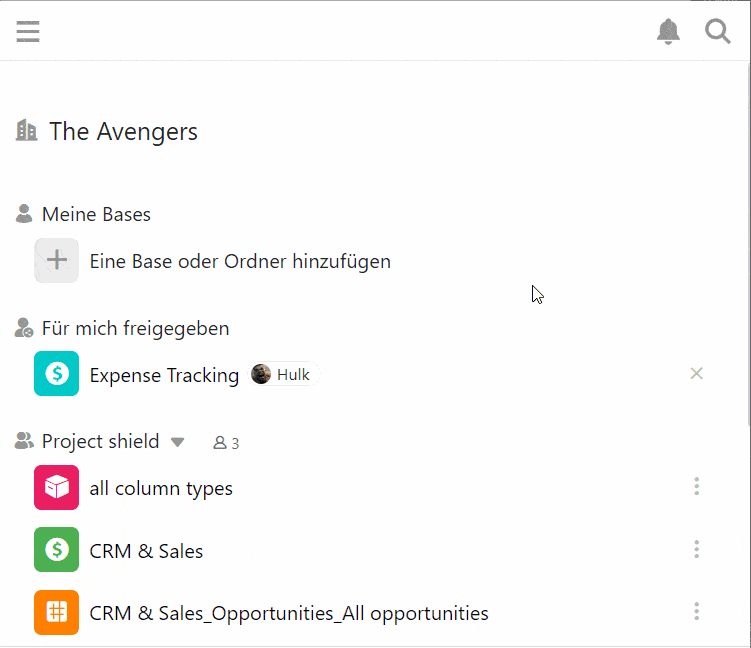 The Avengers
Meine Bases
Eine Base oder Ordner hinzufügen
Für mich freigegeben
Expense Tracking Hulk
Project shield 3
all column types
CRM & Sales
CRM & Sales_Opportunities_All opportunities